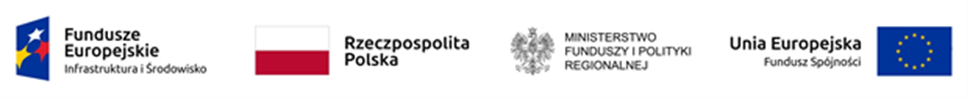 Fundusze
Europejskie
Infrastruktura i Środowisko
Rzeczpospolita
Polska
MINISTERSTWO
FUNDUSZY I POLITYKI
REGIONALNEJ
Unia Europejska
Fundusz Spójności